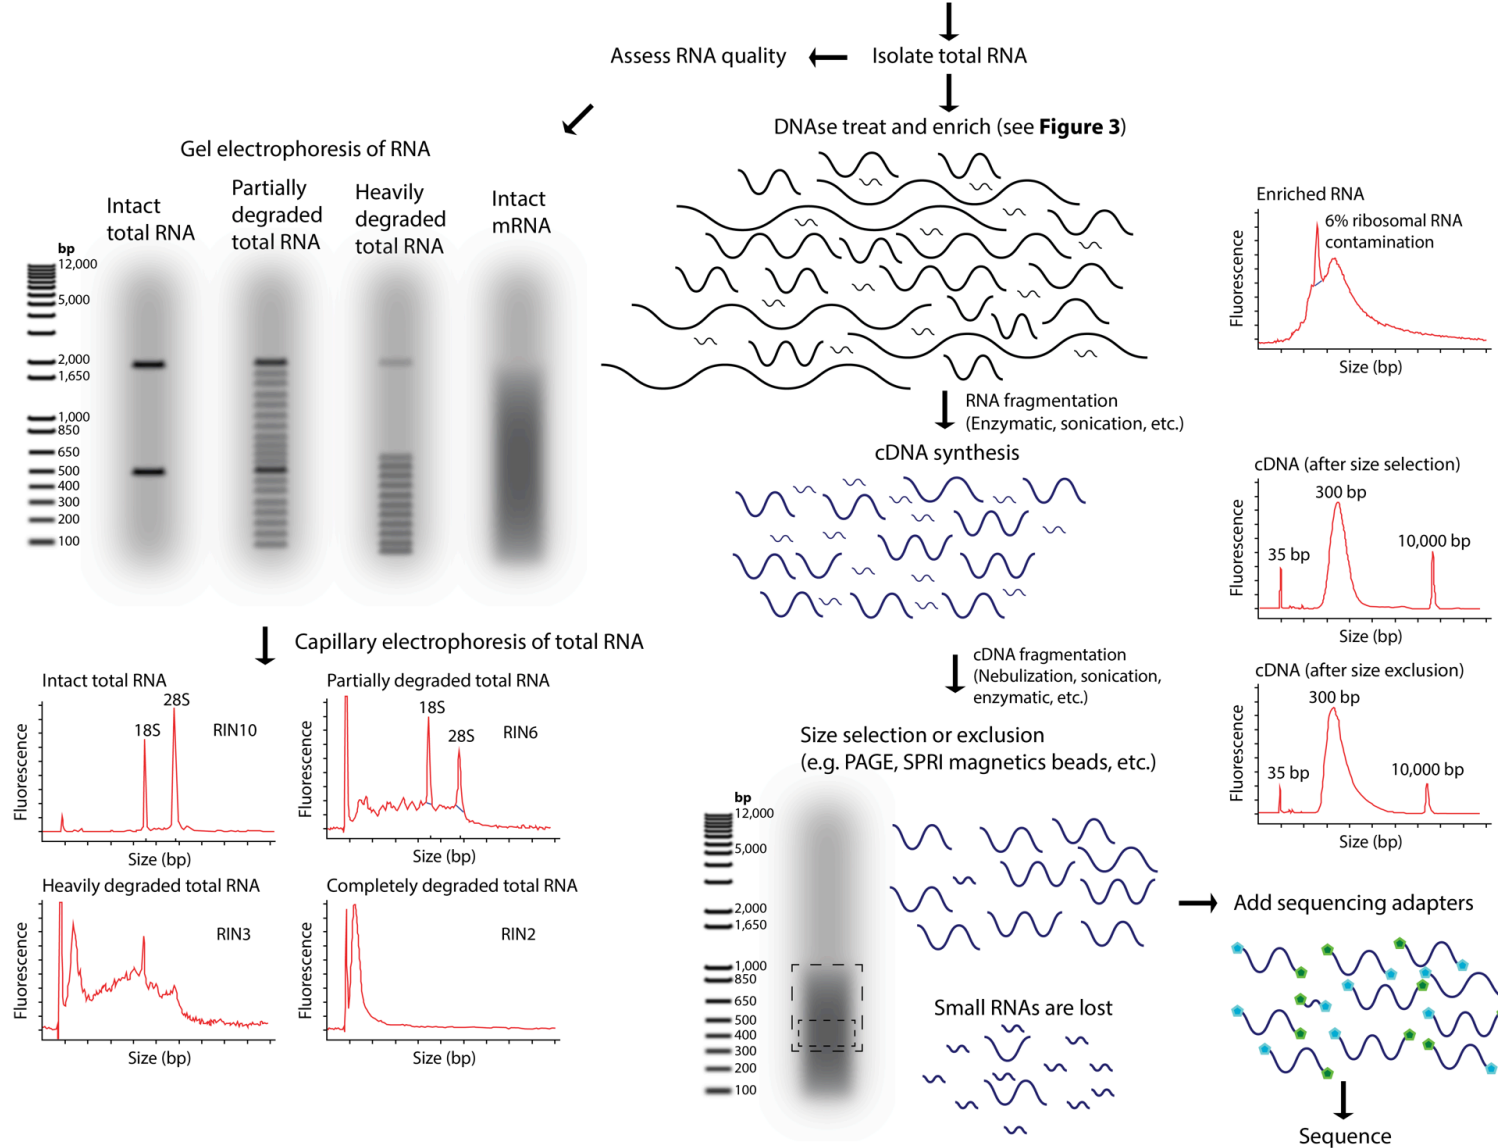 Assess RNA quality
Isolate total RNA
DNAse treat and enrich (see Figure 3)
Gel electrophoresis of RNA
Intact
total RNA
Partially
degraded
total RNA
Heavily
degraded
total RNA
Intact
mRNA
bp
12,000
5,000
2,000
1,650
1,000
850
650
500
400
300
200
100
Enriched RNA
6% ribosomal RNA
contamination
Fluorescence
Size (bp)
RNA fragmentation
(Enzymatic, sonication, etc.)
cDNA synthesis
cDNA (after size selection)
300 bp
35 bp
10,000 bp
Fluorescence
Size (bp)
Capillary electrophoresis of total RNA
Intact total RNA
28S
18S
RIN10
Fluorescence
Size (bp)
Partially degraded total RNA
18S
28S
RIN6
Fluorescence
Size (bp)
Heavily degraded total RNA
RIN3
Fluorescence
Size (bp)
Completely degraded total RNA
RIN2
Fluorescence
Size (bp)
cDNA fragmentation
(Nebulization, sonication,
enzymatic, etc.)
cDNA (after size exclusion)
300 bp
35 bp
10,000 bp
Fluorescence
Size (bp)
Size selection or exclusion
(e.g. PAGE, SPRI magnetics beads, etc.)
bp
12,000
5,000
2,000
1,650
1,000
850
650
500
400
300
200
100
Small RNAs are lost
Add sequencing adapters
Sequence